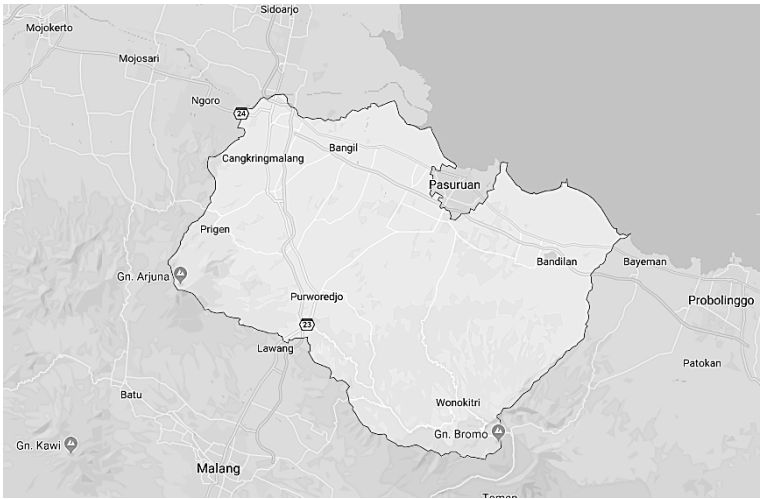 Sidoarjo
Mojokerto
Mojosari
Ngoro
24
Bangil
Cangkringmalang
Pasuruan
Prigen
Bandilan
Bayeman
Gn. Arjuna
Purworedjo
Probolinggo
23
Lawang
Patokan
Batu
Wonokitri
Gn. Bromo
Gn. Kawi
Malang